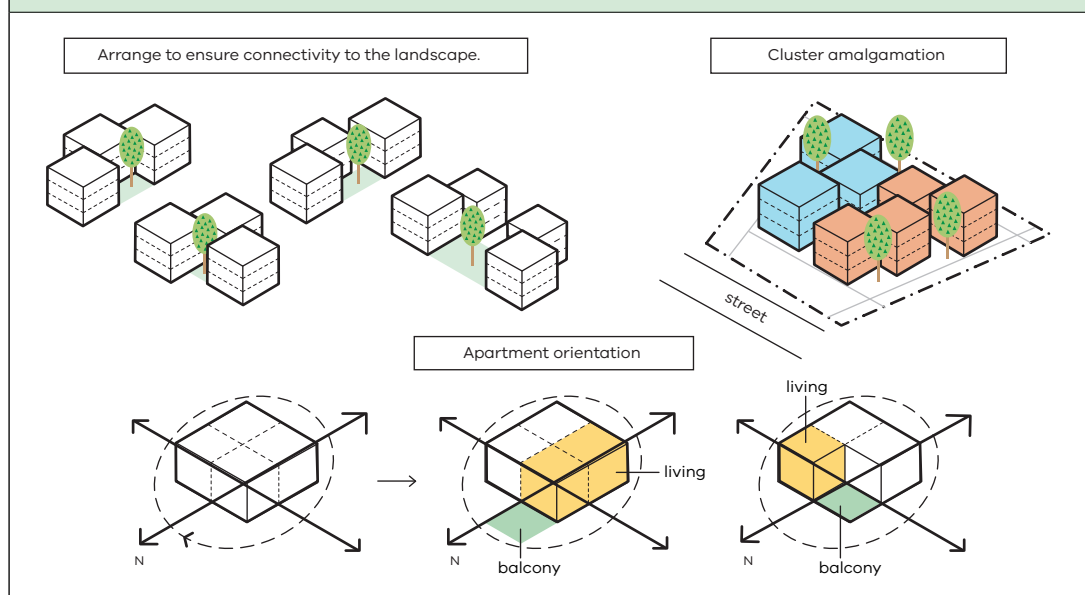 Arrange to ensure connectivity to the landscape.
Cluster amalgamation
street
Apartment orientation
living
living
balcony
balcony
N
N
N